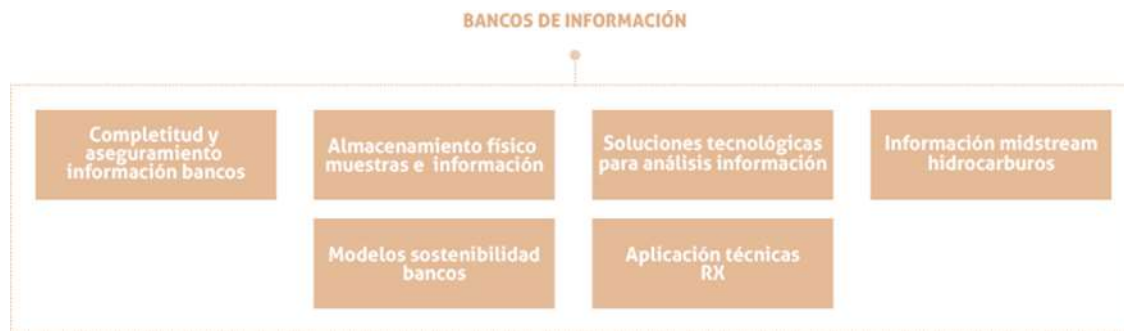 BANCOS DE INFORMACIÓN
Completitud y
aseguramiento
información bancos
Almacenamiento físico
muestras e información
Soluciones tecnológicas
para análisis información
Información midstream
hidrocarburos
Modelos sostenibilidad
bancos
Aplicación técnicas
RX